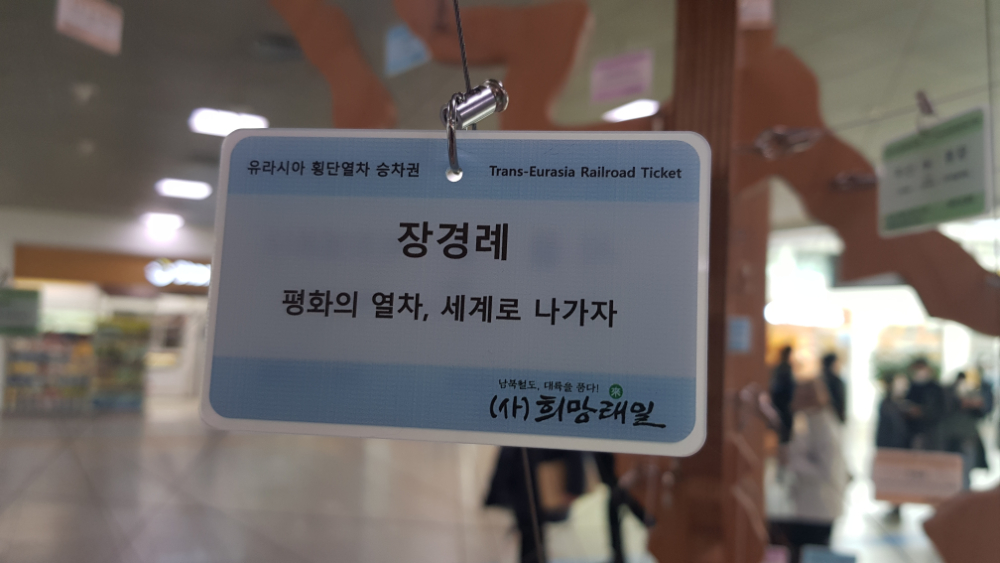 유라시아 횡단열차 승차권 Trans-Eurasia Railroad Ticket
장경례
평화의 열차, 세계로 나가자
남북철도, 대륙을 품다!
(사) 희망래일